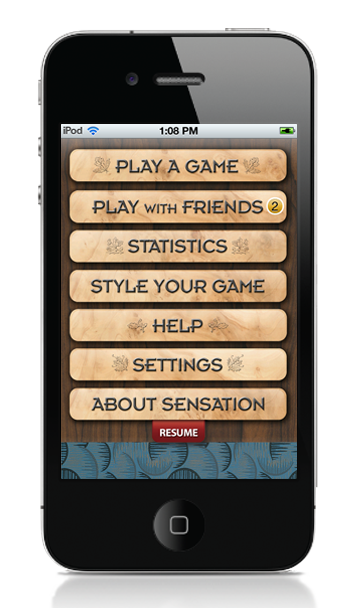 iPod 1:08 PM
PLAY A GAME
PLAY WITH FRIENDS 2
STATISTICS
STYLE YOUR GAME
HELP
SETTINGS
ABOUT SENSATION
RESUME